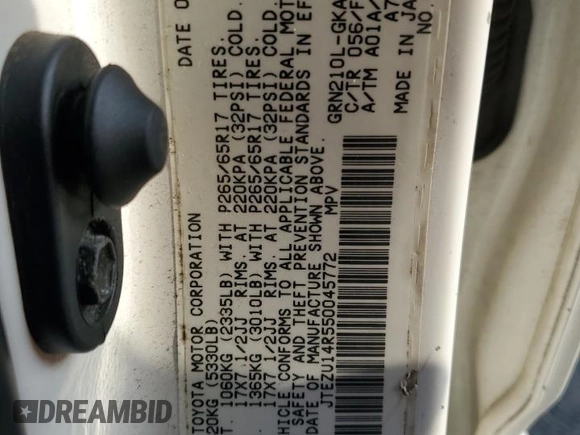 DATE O
TOYOTA MOTOR CORPORATION
20KG (5330LB)
T. 1060KG (2335LB) WITH P265/65R17 TIRES.
17X7.1/2JJ RIMS. AT 220KPA (32PSI) COLD.
1365KG (3010LB) WITH P265/65R17 TIRES.
17X7.1/2JJ RIMS. AT 220KPA (32PSI) COLD.
HICLE CONFORMS TO ALL APPLICABLE FEDERAL MOT
SAFETY AND THEFT PREVENTION STANDARDS IN EF
DATE OF MANUFACTURE SHOWN ABOVE.
JTEZU14R550045772 MPV
GRN210L-GKA
C/TR 056/F
A/TM A01A/
A7
MADE IN JA
NO.
DREAMBID